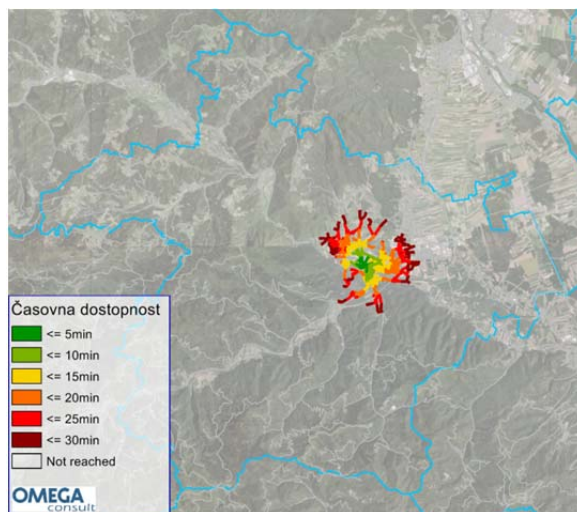 Časovna dostopnost
<= 5min
<= 10min
<= 15min
<= 20min
<= 25min
<= 30min
Not reached
OMEGA
consult